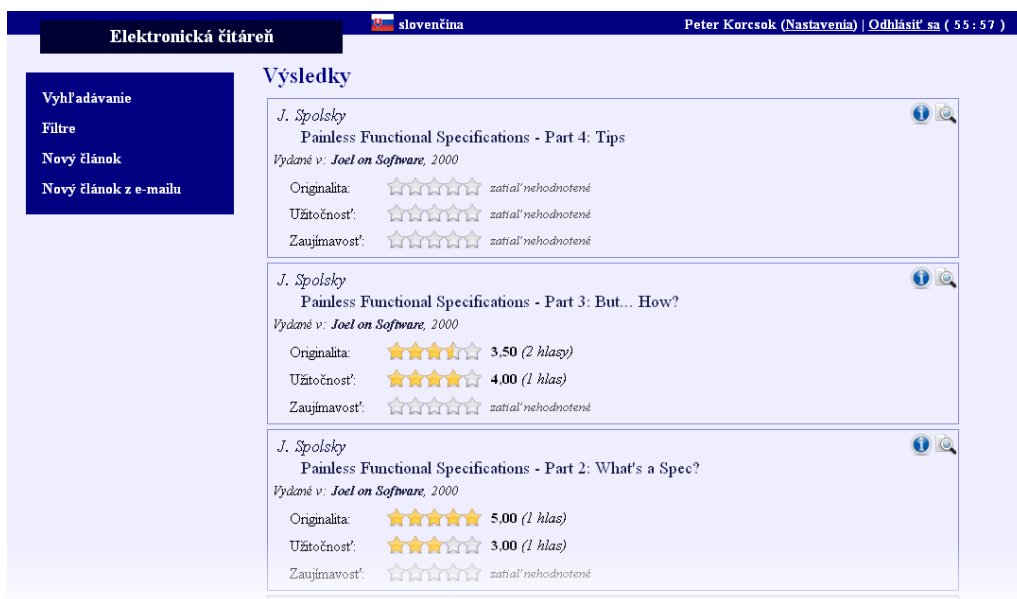 Elektronická čitáreň
slovenčina
Peter Korcsok (Nastavenia) | Odhlásiť sa ( 55:57 )
Vyhľadávanie
Filtre
Nový článok
Nový článok z e-mailu
Výsledky
J. Spolsky
Painless Functional Specifications - Part 4: Tips
Vydané v: Joel on Software, 2000
Originalita: zatiaľ nehodnotené
Užitočnosť: zatiaľ nehodnotené
Zaujímavosť: zatiaľ nehodnotené
J. Spolsky
Painless Functional Specifications - Part 3: But... How?
Vydané v: Joel on Software, 2000
Originalita: 3,50 (2 hlasy)
Užitočnosť: 4,00 (1 hlas)
Zaujímavosť: zatiaľ nehodnotené
J. Spolsky
Painless Functional Specifications - Part 2: What's a Spec?
Vydané v: Joel on Software, 2000
Originalita: 5,00 (1 hlas)
Užitočnosť: 3,00 (1 hlas)
Zaujímavosť: zatiaľ nehodnotené